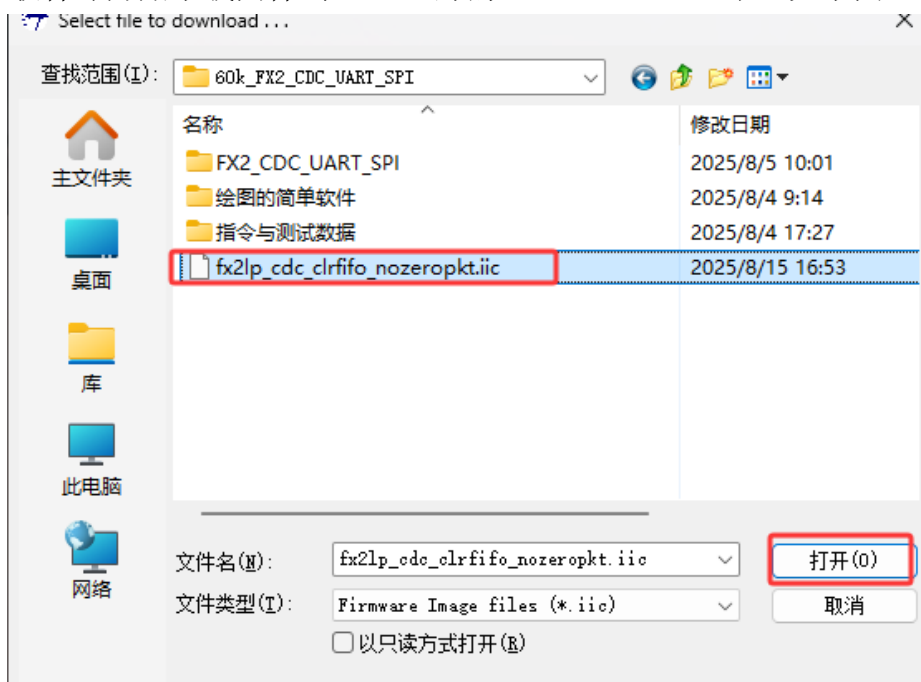 Select file to download . . .
查找范围(I):
60k_FX2_CDC_UART_SPI
名称
修改日期
FX2_CDC_UART_SPI
2025/8/5 10:01
绘图的简单软件
2025/8/4 9:14
指令与测试数据
2025/8/4 17:27
fx2lp_cdc_clrfifo_nozeropkt.iic
2025/8/15 16:53
主文件夹
桌面
库
此电脑
网络
文件名(N):
fx2lp_cdc_clrfifo_nozeropkt.iic
打开(O)
文件类型(T):
Firmware Image files (*.iic)
取消
以只读方式打开(R)